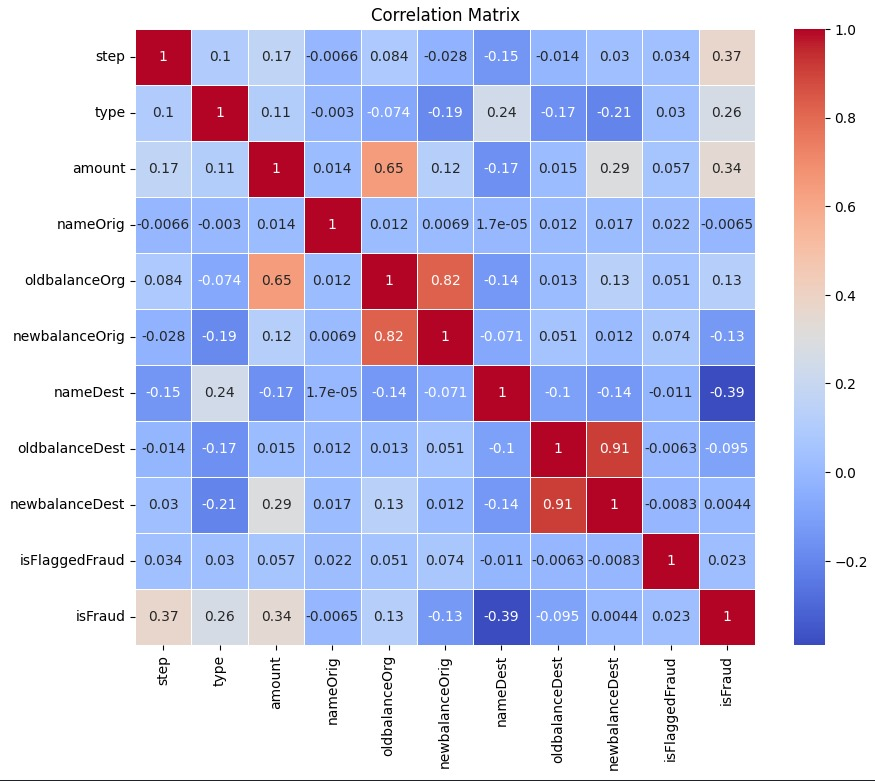 Correlation Matrix
step 1 0.1 0.17 -0.0066 0.084 -0.028 -0.15 -0.014 0.03 0.034 0.37
type 0.1 1 0.11 -0.003 -0.074 -0.19 0.24 -0.17 -0.21 0.03 0.26
amount 0.17 0.11 1 0.014 0.65 0.12 -0.17 0.015 0.29 0.057 0.34
nameOrig -0.0066 -0.003 0.014 1 0.012 0.0069 1.7e-05 0.012 0.017 0.022 -0.0065
oldbalanceOrg 0.084 -0.074 0.65 0.012 1 0.82 -0.14 0.013 0.13 0.051 0.13
newbalanceOrig -0.028 -0.19 0.12 0.0069 0.82 1 -0.071 0.051 0.012 0.074 -0.13
nameDest -0.15 0.24 -0.17 1.7e-05 -0.14 -0.071 1 -0.1 -0.14 -0.011 -0.39
oldbalanceDest -0.014 -0.17 0.015 0.012 0.013 0.051 -0.1 1 0.91 -0.0063 -0.095
newbalanceDest 0.03 -0.21 0.29 0.017 0.13 0.012 -0.14 0.91 1 -0.0083 0.0044
isFlaggedFraud 0.034 0.03 0.057 0.022 0.051 0.074 -0.011 -0.0063 -0.0083 1 0.023
isFraud 0.37 0.26 0.34 -0.0065 0.13 -0.13 -0.39 -0.095 0.0044 0.023 1
step type amount nameOrig oldbalanceOrg newbalanceOrig nameDest oldbalanceDest newbalanceDest isFlaggedFraud isFraud
1.0
0.8
0.6
0.4
0.2
0.0
−0.2